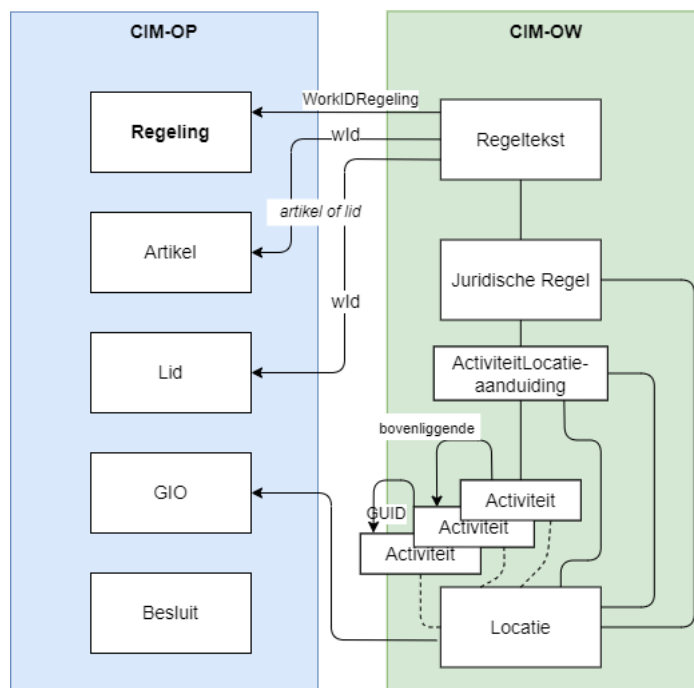 CIM-OP
CIM-OW
WorkIDRegeling
Regeling
wId
Regeltekst
artikel of lid
Artikel
Juridische Regel
wId
Lid
ActiviteitLocatie-
aanduiding
bovenliggende
GIO
Activiteit
GUID
Activiteit
Activiteit
Besluit
Locatie